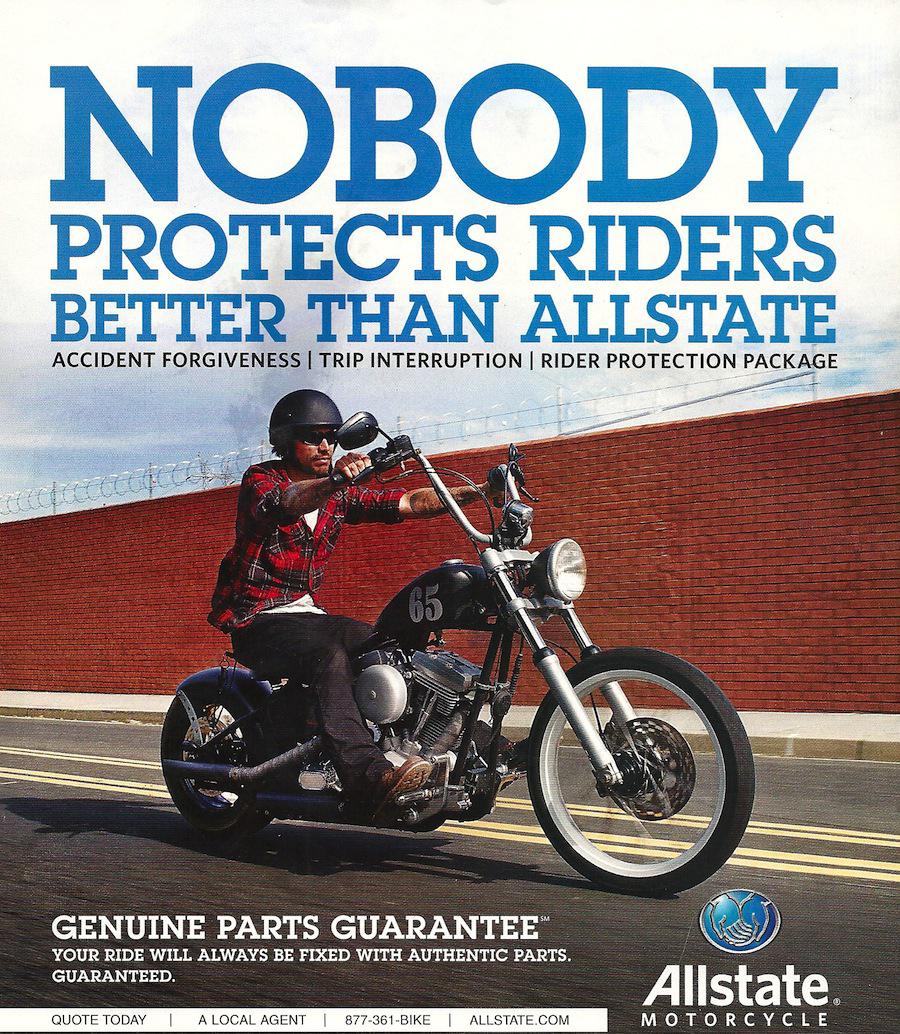 NOBODY
PROTECTS RIDERS
BETTER THAN ALLSTATE
ACCIDENT FORGIVENESS | TRIP INTERRUPTION | RIDER PROTECTION PACKAGE
65
GENUINE PARTS GUARANTEE℠
YOUR RIDE WILL ALWAYS BE FIXED WITH AUTHENTIC PARTS.
GUARANTEED.
Allstate®
MOTORCYCLE
QUOTE TODAY | A LOCAL AGENT | 877-361-BIKE | ALLSTATE.COM